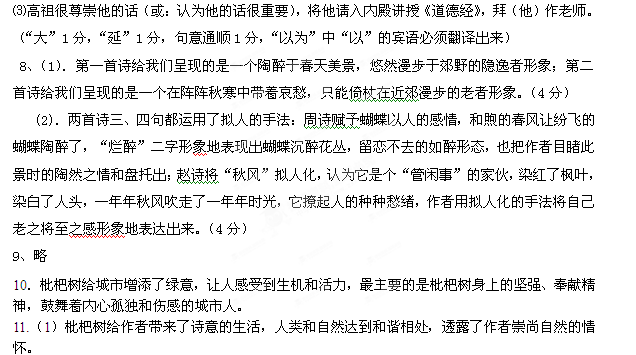 ⑶高祖很尊崇他的话（或：认为他的话很重要），将他请入内殿讲授《道德经》，拜（他）作老师。
（“大”1分，“延”1分，句意通顺1分，“以为”中“以”的宾语必须翻译出来）
8、（1）．第一首诗给我们呈现的是一个陶醉于春天美景，悠然漫步于郊野的隐逸者形象；第二
首诗给我们呈现的是一个在阵阵秋寒中带着哀愁，只能倚杖在近郊漫步的老者形象。（4分）
（2）．两首诗三、四句都运用了拟人的手法：周诗赋予蝴蝶以人的感情，和煦的春风让纷飞的
蝴蝶陶醉了，“烂醉”二字形象地表现出蝴蝶沉醉花丛，留恋不去的如醉形态，也把作者目睹此
景时的陶然之情和盘托出；赵诗将“秋风”拟人化，认为它是个“管闲事”的家伙，染红了枫叶，
染白了人头，一年年秋风吹走了一年年时光，它撩起人的种种愁绪，作者用拟人化的手法将自己
老之将至之感形象地表达出来。（4分）
9、略
10．枇杷树给城市增添了绿意，让人感受到生机和活力，最主要的是枇杷树身上的坚强、奉献精
神，鼓舞着内心孤独和伤感的城市人。
11.（1）枇杷树给作者带来了诗意的生活，人类和自然达到和谐相处，透露了作者崇尚自然的情
怀。